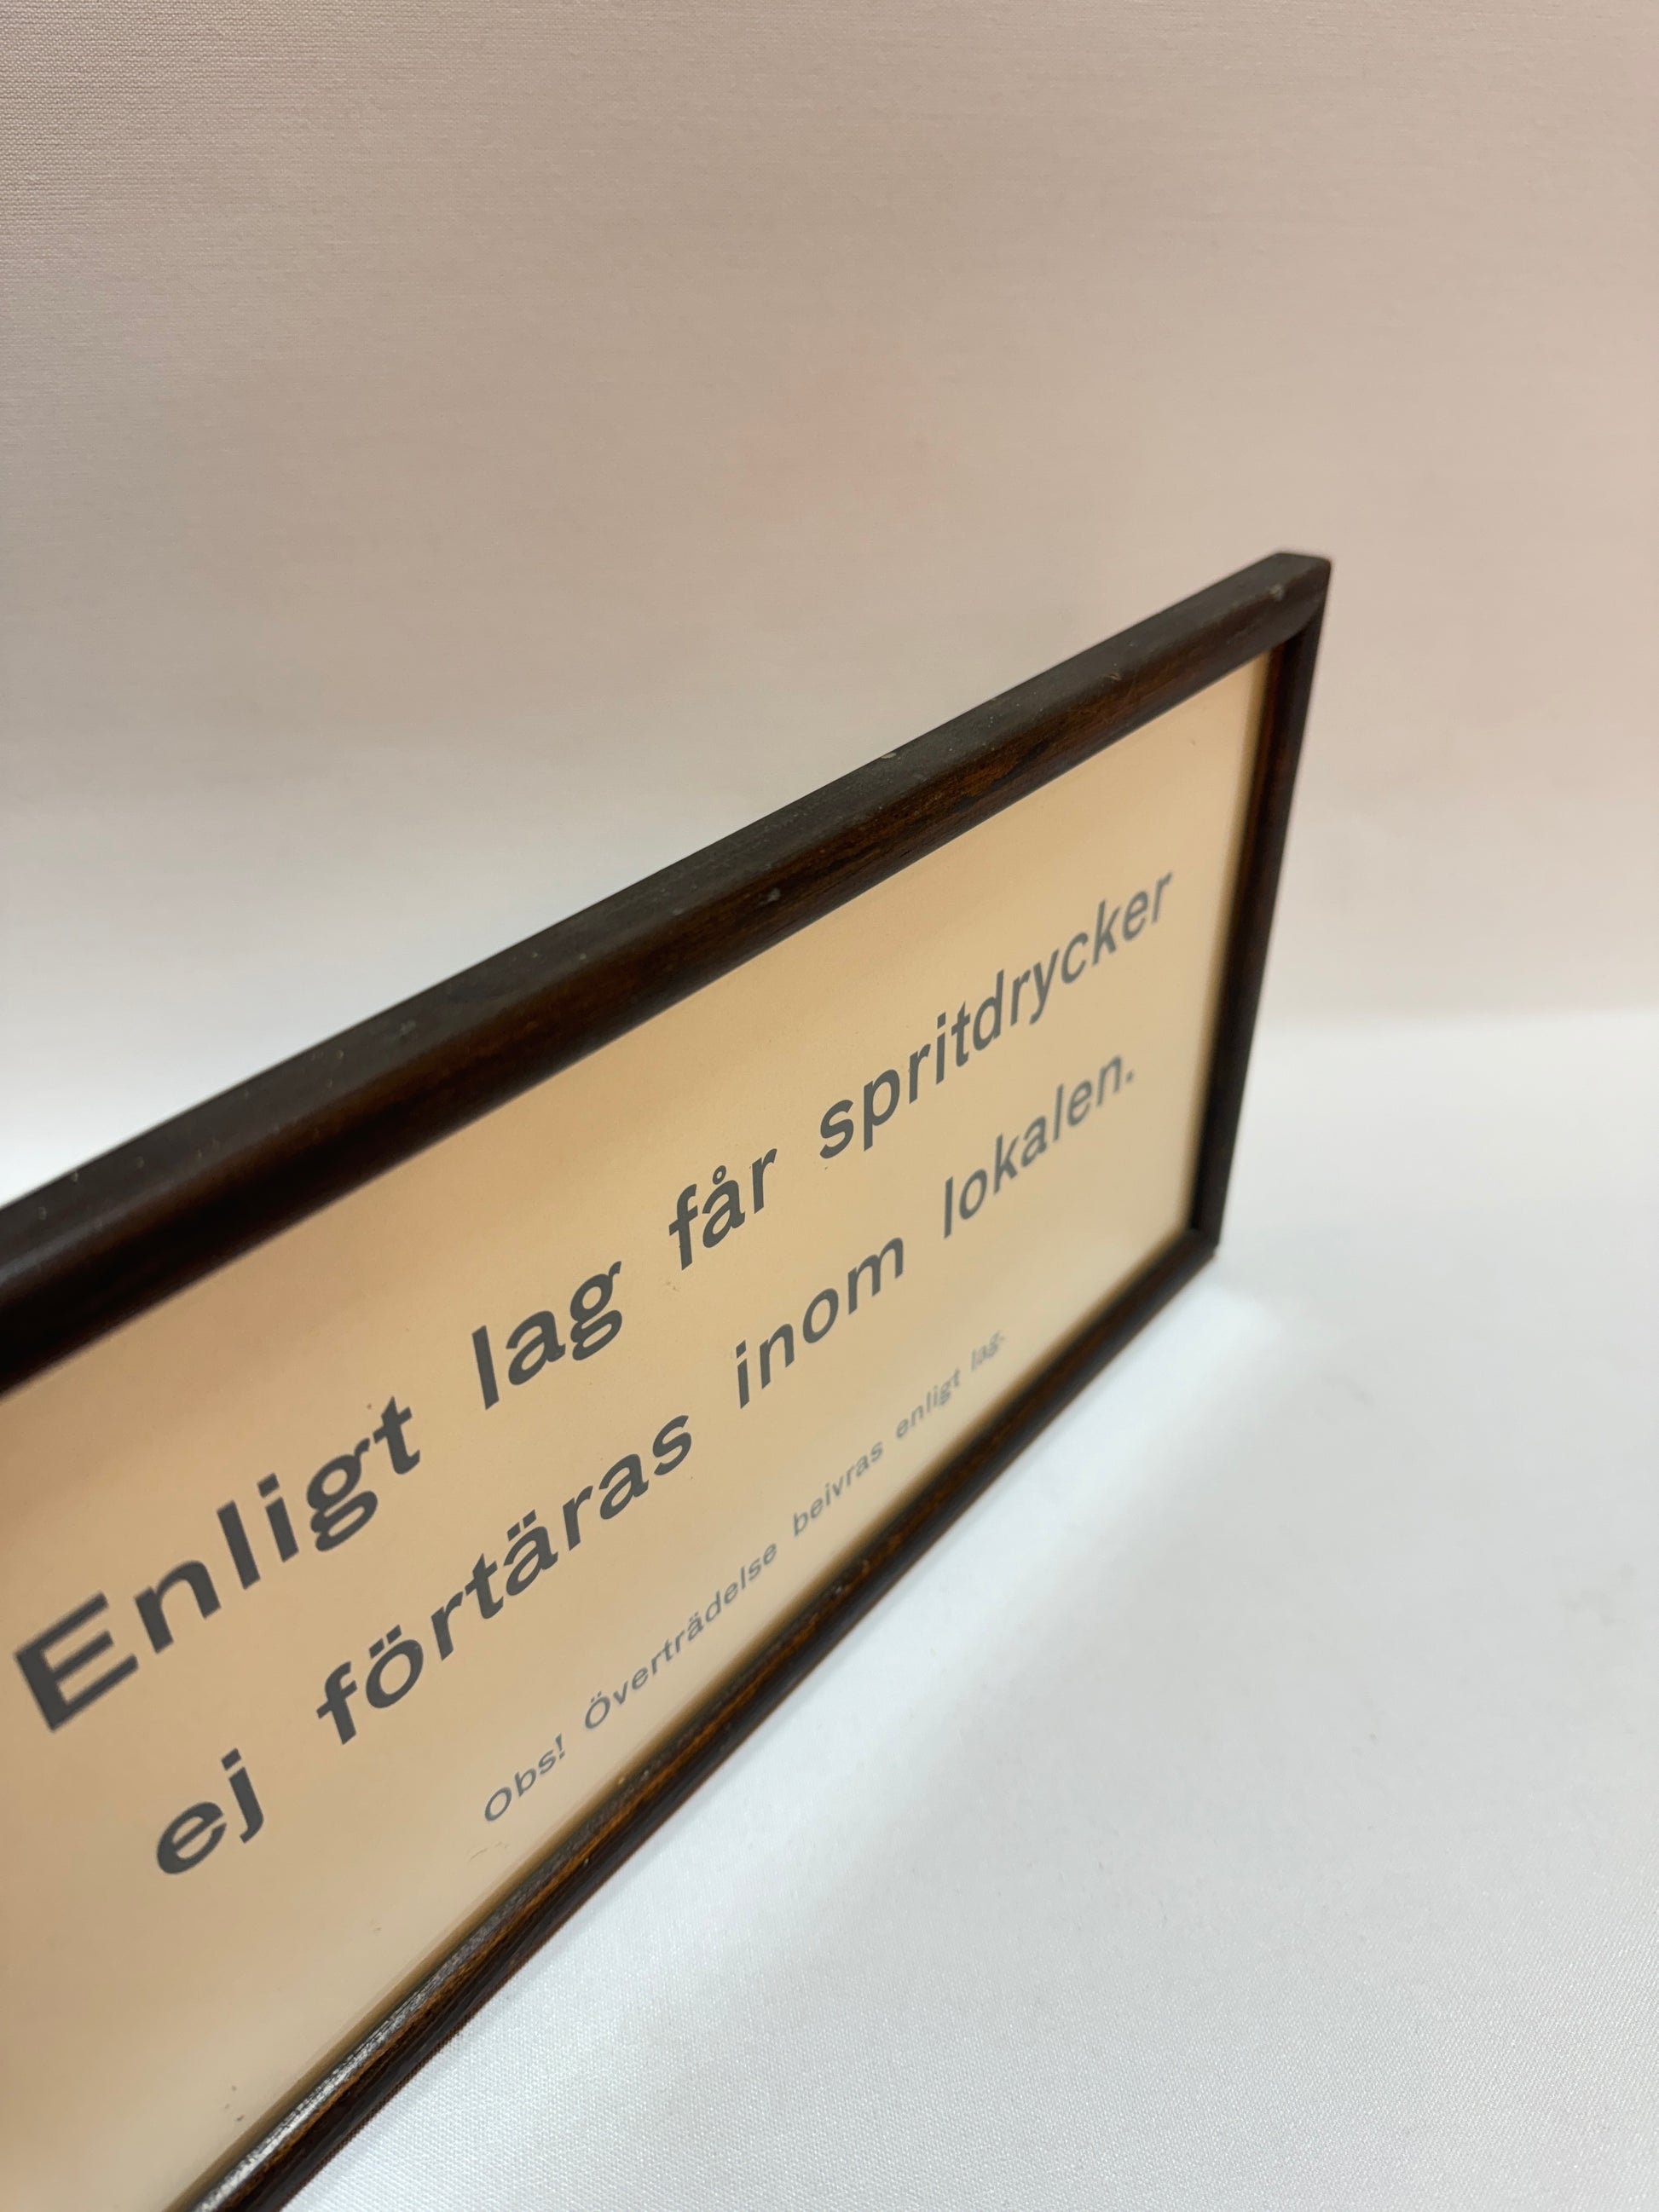 Enligt lag får spritdrycker
ej förtäras inom lokalen.
Obs! Överträdelse beivras enligt lag.